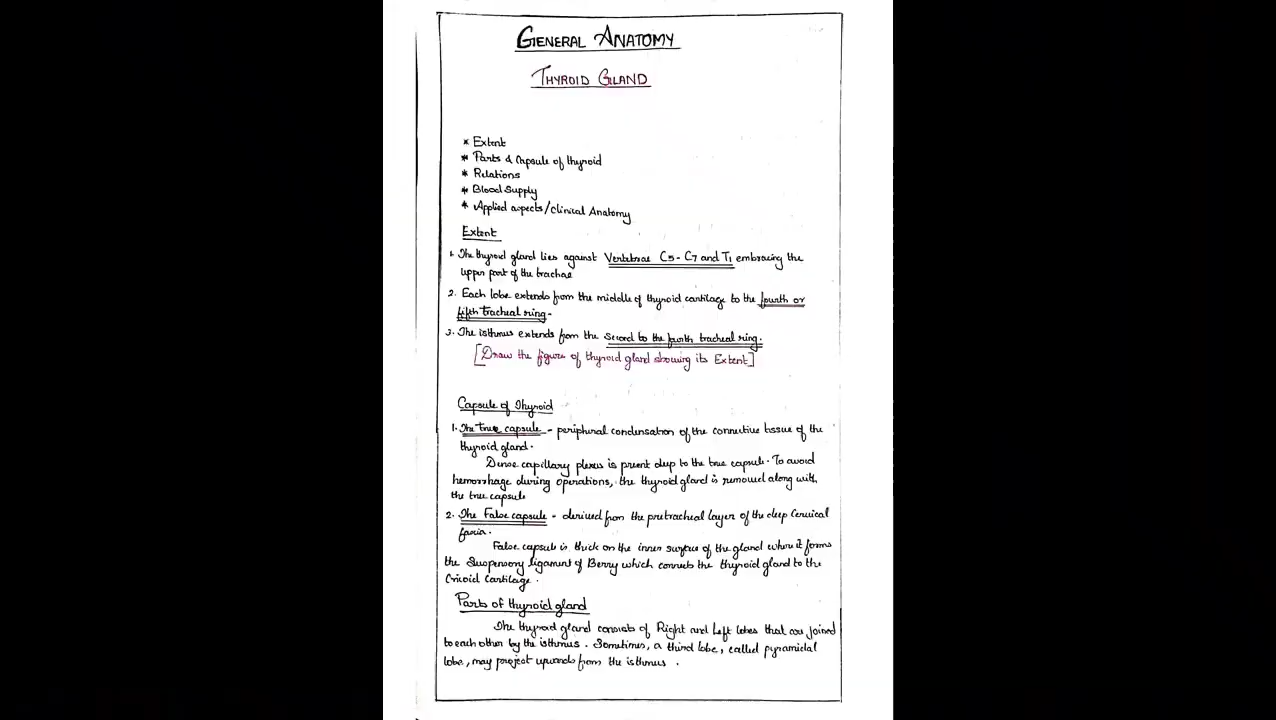 GENERAL ANATOMY
THYROID GLAND
* Extent
* Parts & Capsule of thyroid
* Relations
* Blood Supply
* Applied aspects/Clinical Anatomy
Extent
1. The thyroid gland lies against Vertebrae C5 - C7 and T1 embracing the
upper part of the trachae
2. Each lobe extends from the middle of thyroid cartilage to the fourth or
fifth tracheal ring.
3. The isthmus extends from the second to the fourth tracheal ring.
[Draw the figure of thyroid gland showing its Extent]
Capsule of Thyroid
1. The true capsule - peripheral condensation of the connective tissue of the
thyroid gland.
Dense capillary plexus is present deep to the true capsule. To avoid
hemorrhage during operations, the thyroid gland is removed along with
the true capsule
2. The False capsule - derived from the pretracheal layer of the deep Cervical
fascia.
False capsule is thick on the inner surface of the gland where it forms
the Suspensory ligament of Berry which connects the thyroid gland to the
Cricoid Cartilage.
Parts of thyroid gland
The thyroid gland consists of Right and Left lobes that are joined
to each other by the isthmus. Sometimes, a third lobe, called pyramidal
lobe, may project upwards from the isthmus.